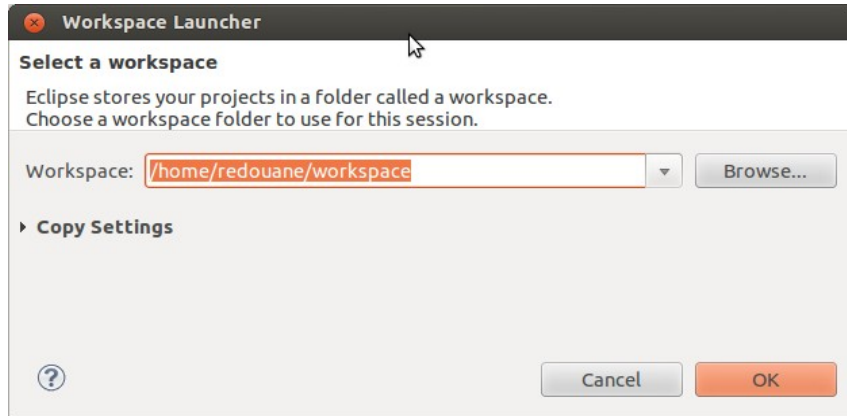 Workspace Launcher
Select a workspace
Eclipse stores your projects in a folder called a workspace.
Choose a workspace folder to use for this session.
Workspace: /home/redouane/workspace Browse...
Copy Settings
? Cancel OK